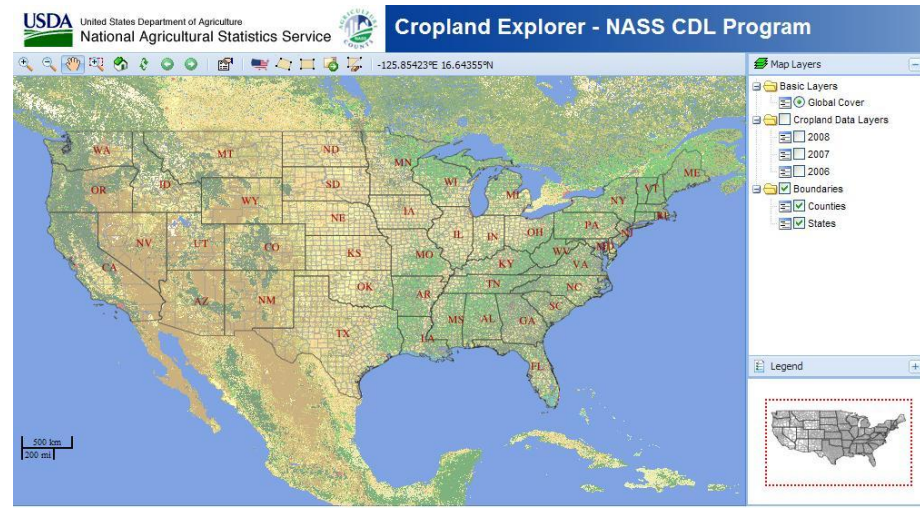 USDA United States Department of Agriculture
National Agricultural Statistics Service
AGRICULTURE COUNTS
Cropland Explorer - NASS CDL Program
-125.85423°E 16.64355°N
Map Layers
Basic Layers
Global Cover
Cropland Data Layers
2008
2007
2006
Boundaries
Counties
States
WA
MT
ND
MN
ME
OR
ID
SD
WI
MI
VT
NY
WY
NE
IA
PA
NV
UT
CO
IL
IN
OH
WV
CA
KS
MO
KY
VA
AZ
NM
OK
AR
TN
NC
SC
TX
LA
MS
AL
GA
FL
500 km
200 mi
Legend